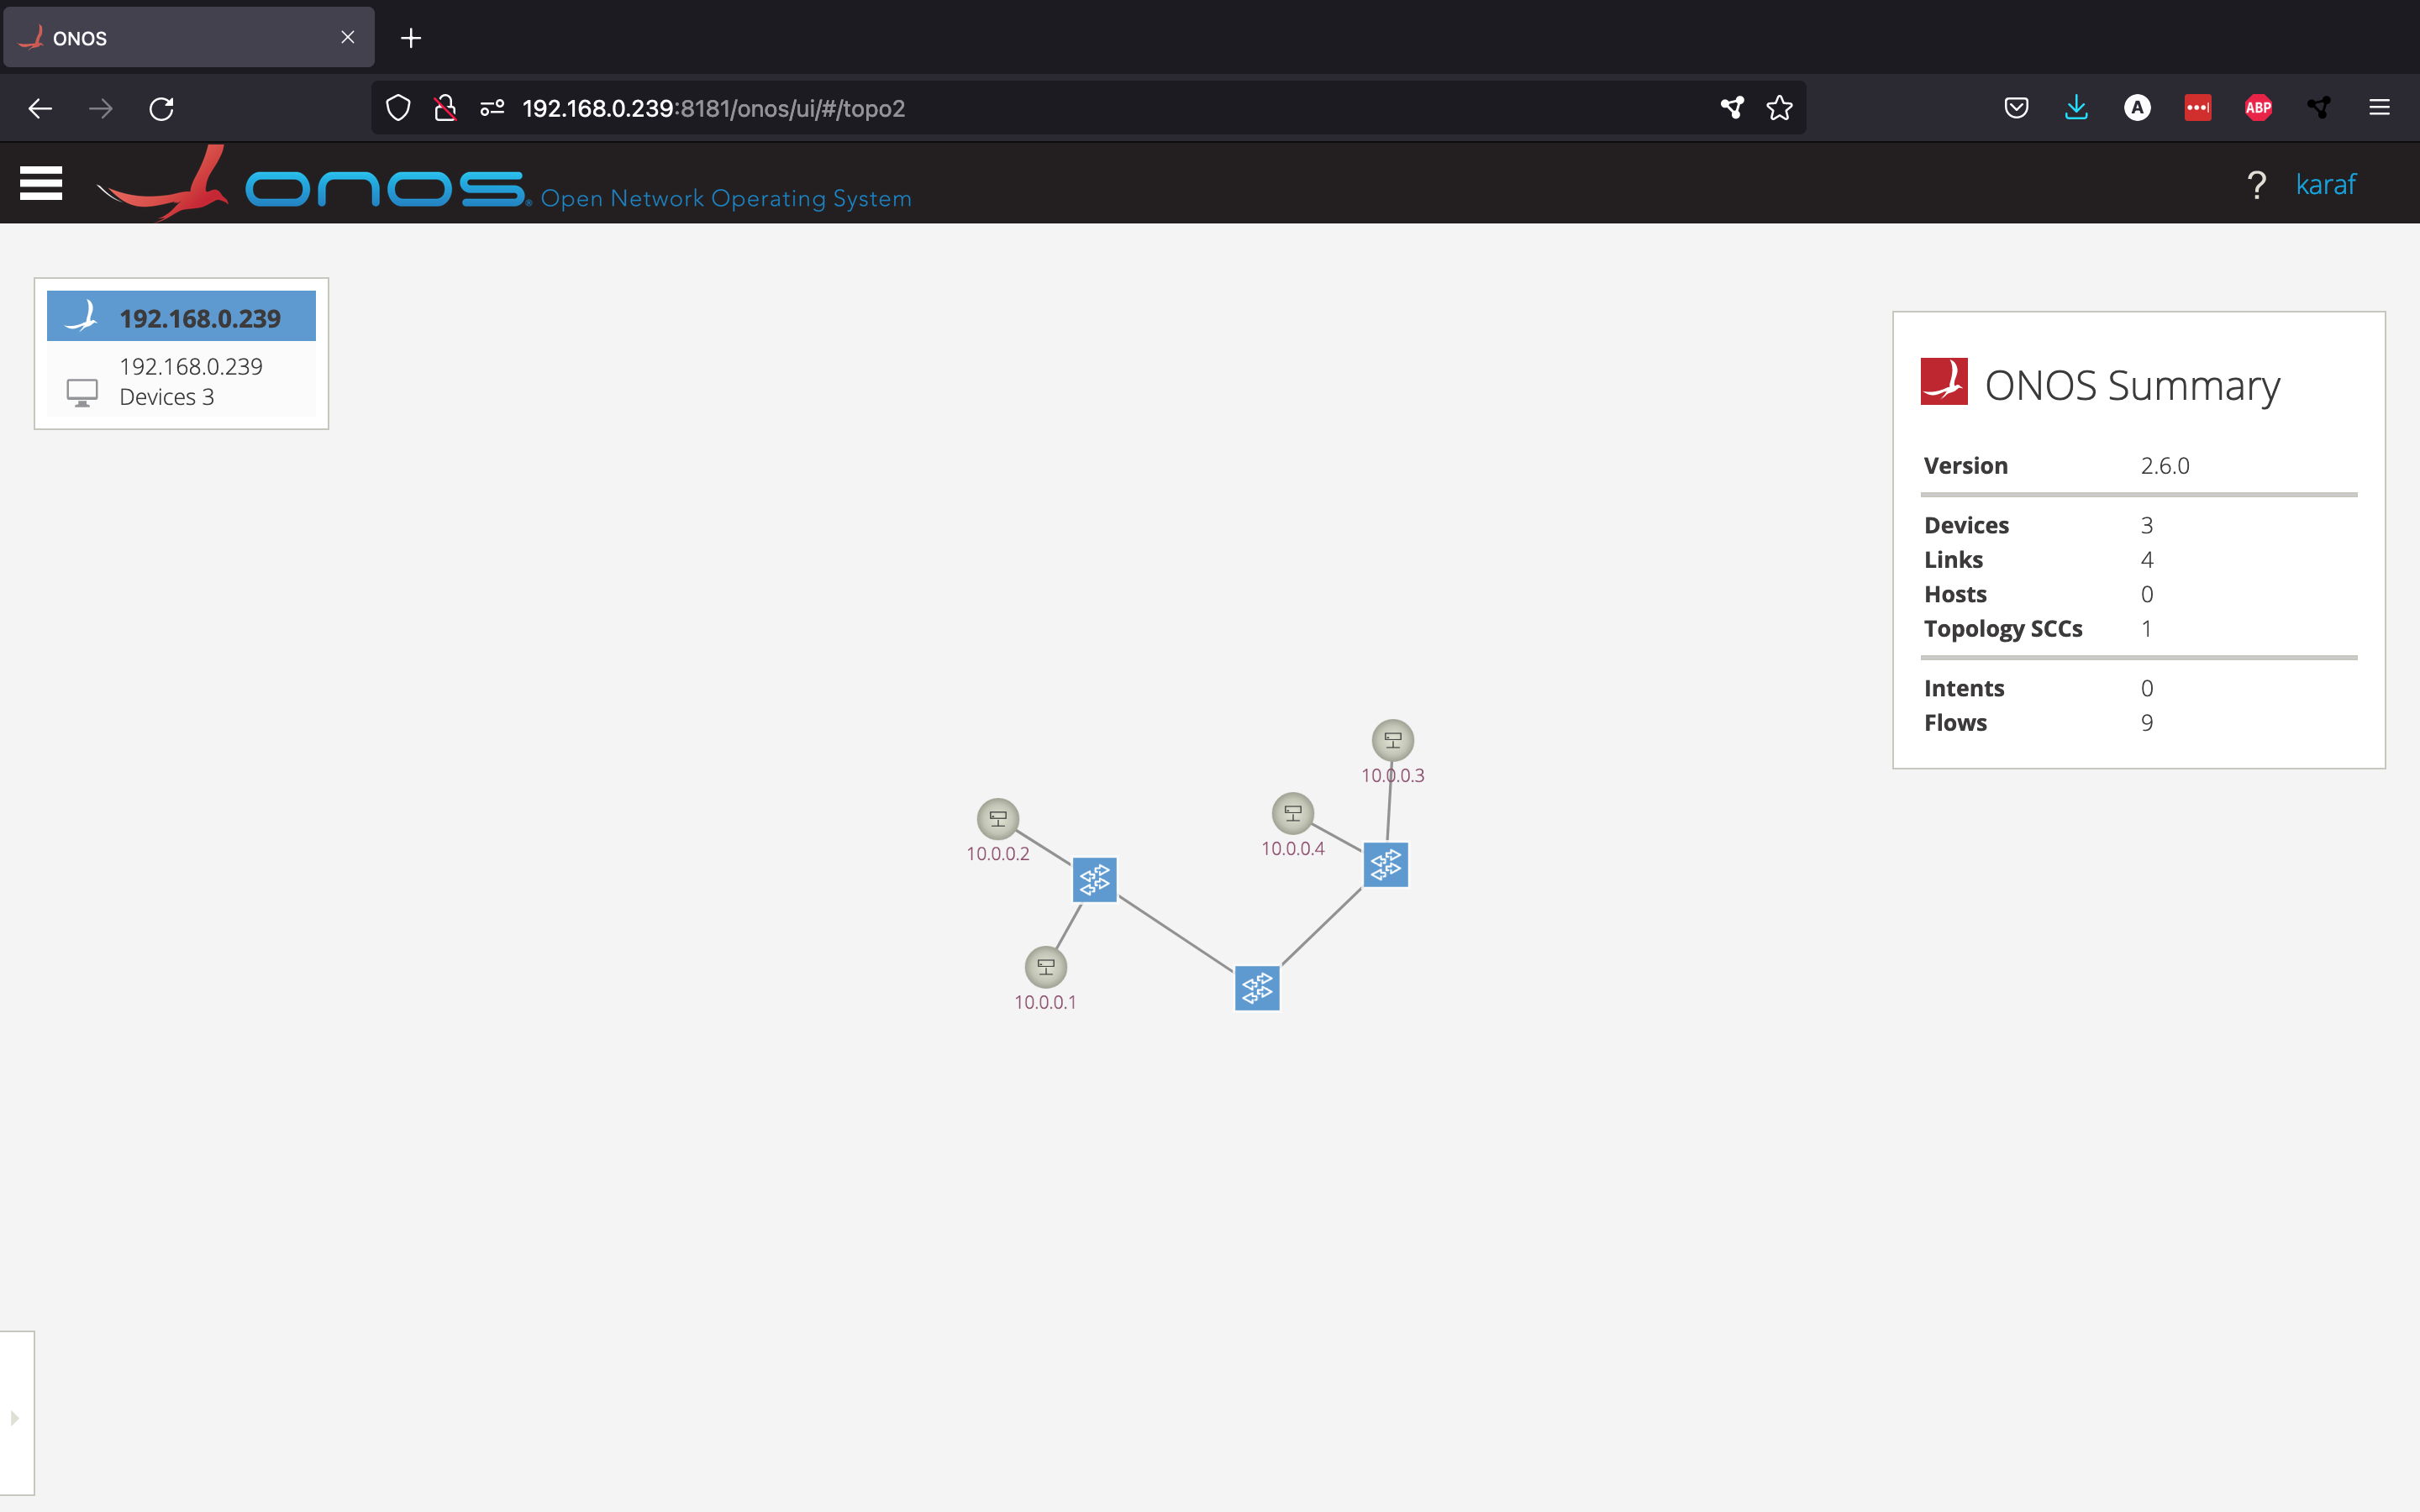 ONOS
192.168.0.239:8181/onos/ui/#/topo2
A
ABP
onos® Open Network Operating System
? karaf
192.168.0.239
192.168.0.239
Devices 3
ONOS Summary
Version 2.6.0
Devices 3
Links 4
Hosts 0
Topology SCCs 1
Intents 0
Flows 9
10.0.0.3
10.0.0.4
10.0.0.2
10.0.0.1